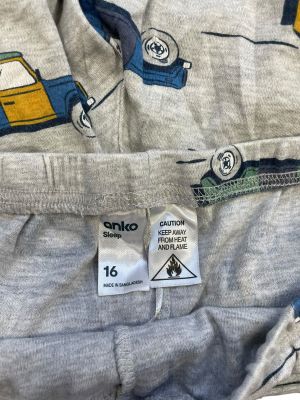 anko
Sleep
16
MADE IN BANGLADESH
CAUTION
KEEP AWAY
FROM HEAT
AND FLAME